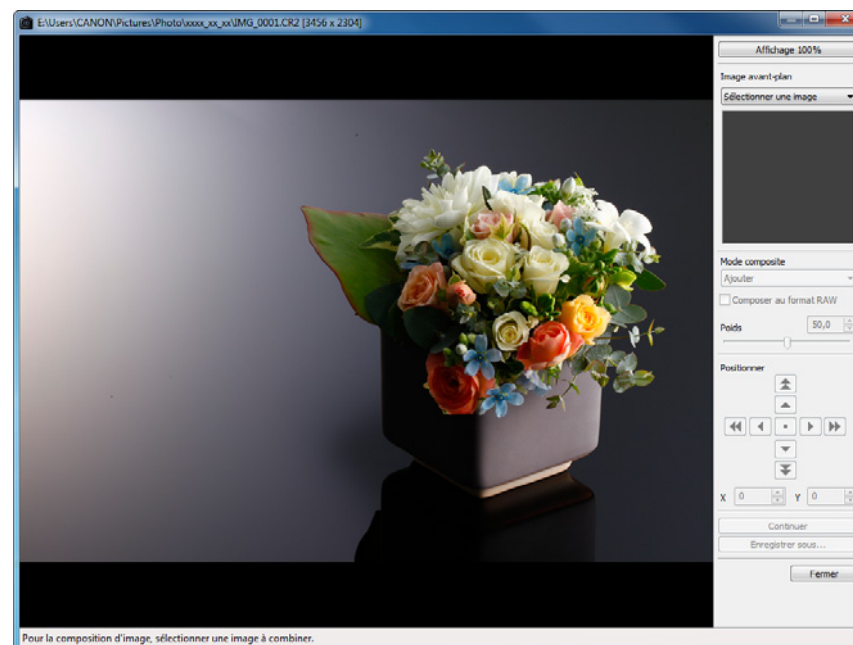 E:\Users\CANON\Pictures\Photo\xxxx_xx_xx\IMG_0001.CR2 [3456 x 2304]
Affichage 100%
Image avant-plan
Sélectionner une image
Mode composite
Ajouter
Composer au format RAW
Poids
50,0
Positionner
X 0 Y 0
Continuer
Enregistrer sous...
Fermer
Pour la composition d'image, sélectionner une image à combiner.